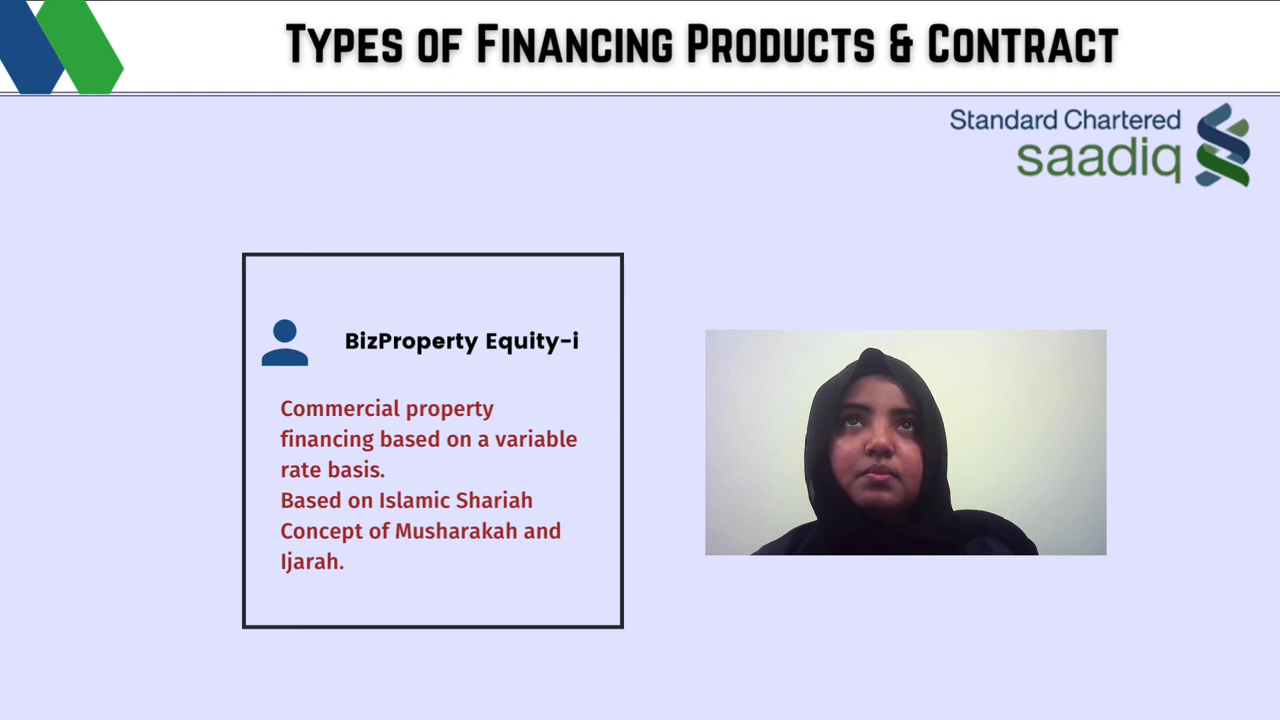 Types of Financing Products & Contract
Standard Chartered
saadiq
BizProperty Equity-i
Commercial property
financing based on a variable
rate basis.
Based on Islamic Shariah
Concept of Musharakah and
Ijarah.